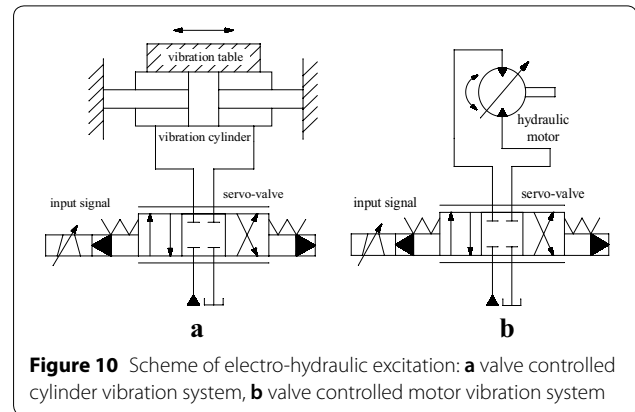 vibration table
vibration cylinder
servo-valve
input signal
a
hydraulic
motor
servo-valve
input signal
b
Figure 10 Scheme of electro-hydraulic excitation: a valve controlled
cylinder vibration system, b valve controlled motor vibration system